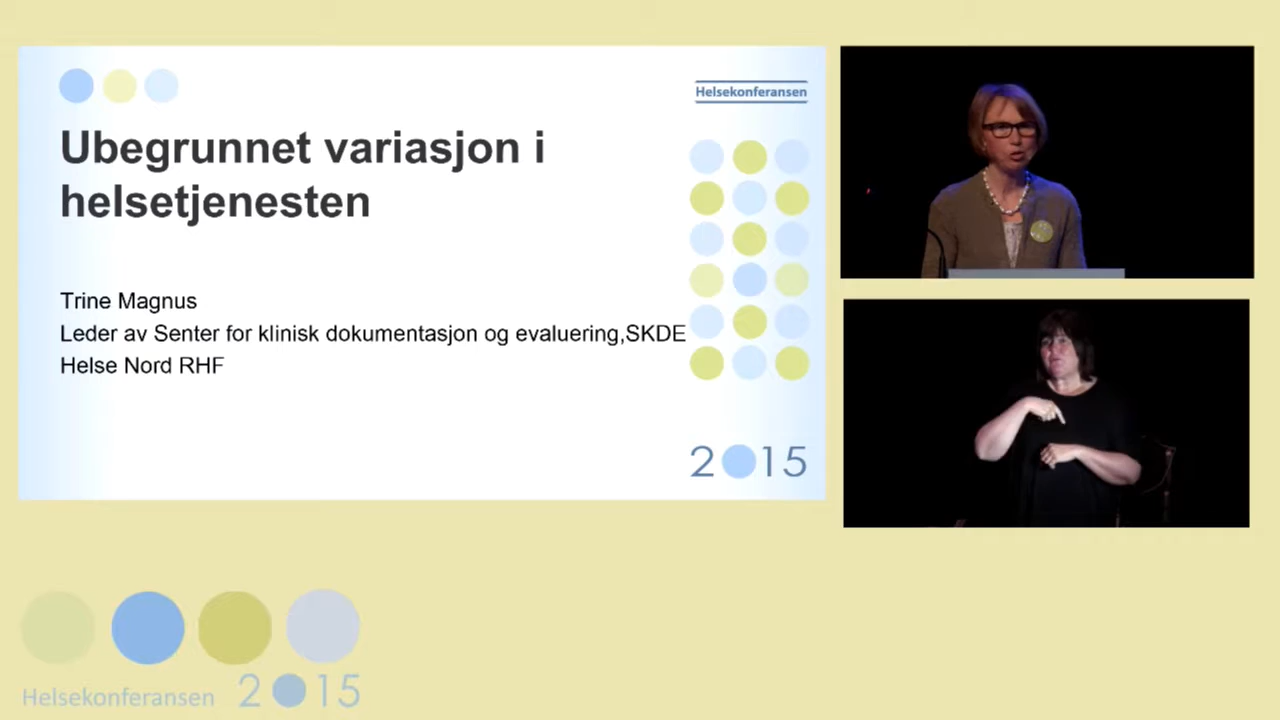 Helsekonferansen
Ubegrunnet variasjon i
helsetjenesten
Trine Magnus
Leder av Senter for klinisk dokumentasjon og evaluering,SKDE
Helse Nord RHF
2015
Helsekonferansen 2015